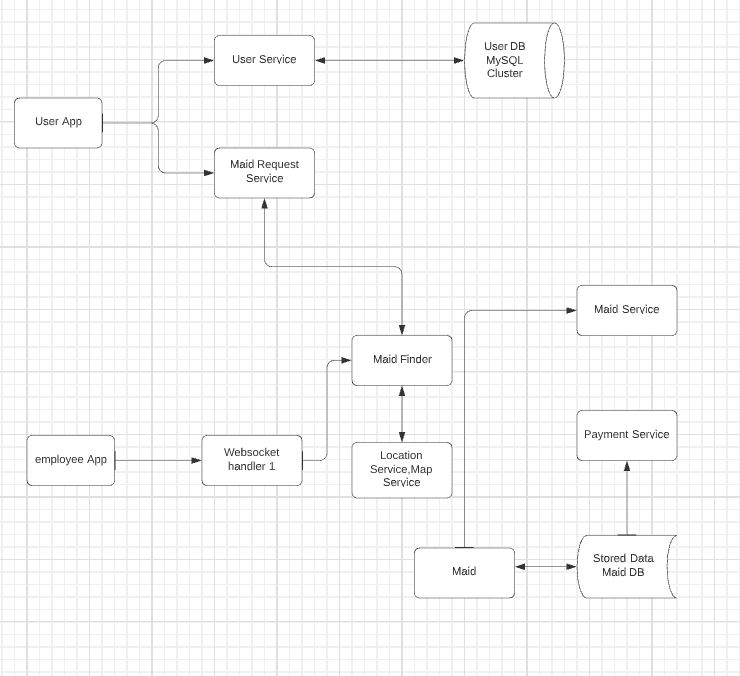 User Service
User DB
MySQL
Cluster
User App
Maid Request
Service
Maid Service
Maid Finder
Payment Service
employee App
Websocket
handler 1
Location
Service,Map
Service
Maid
Stored Data
Maid DB